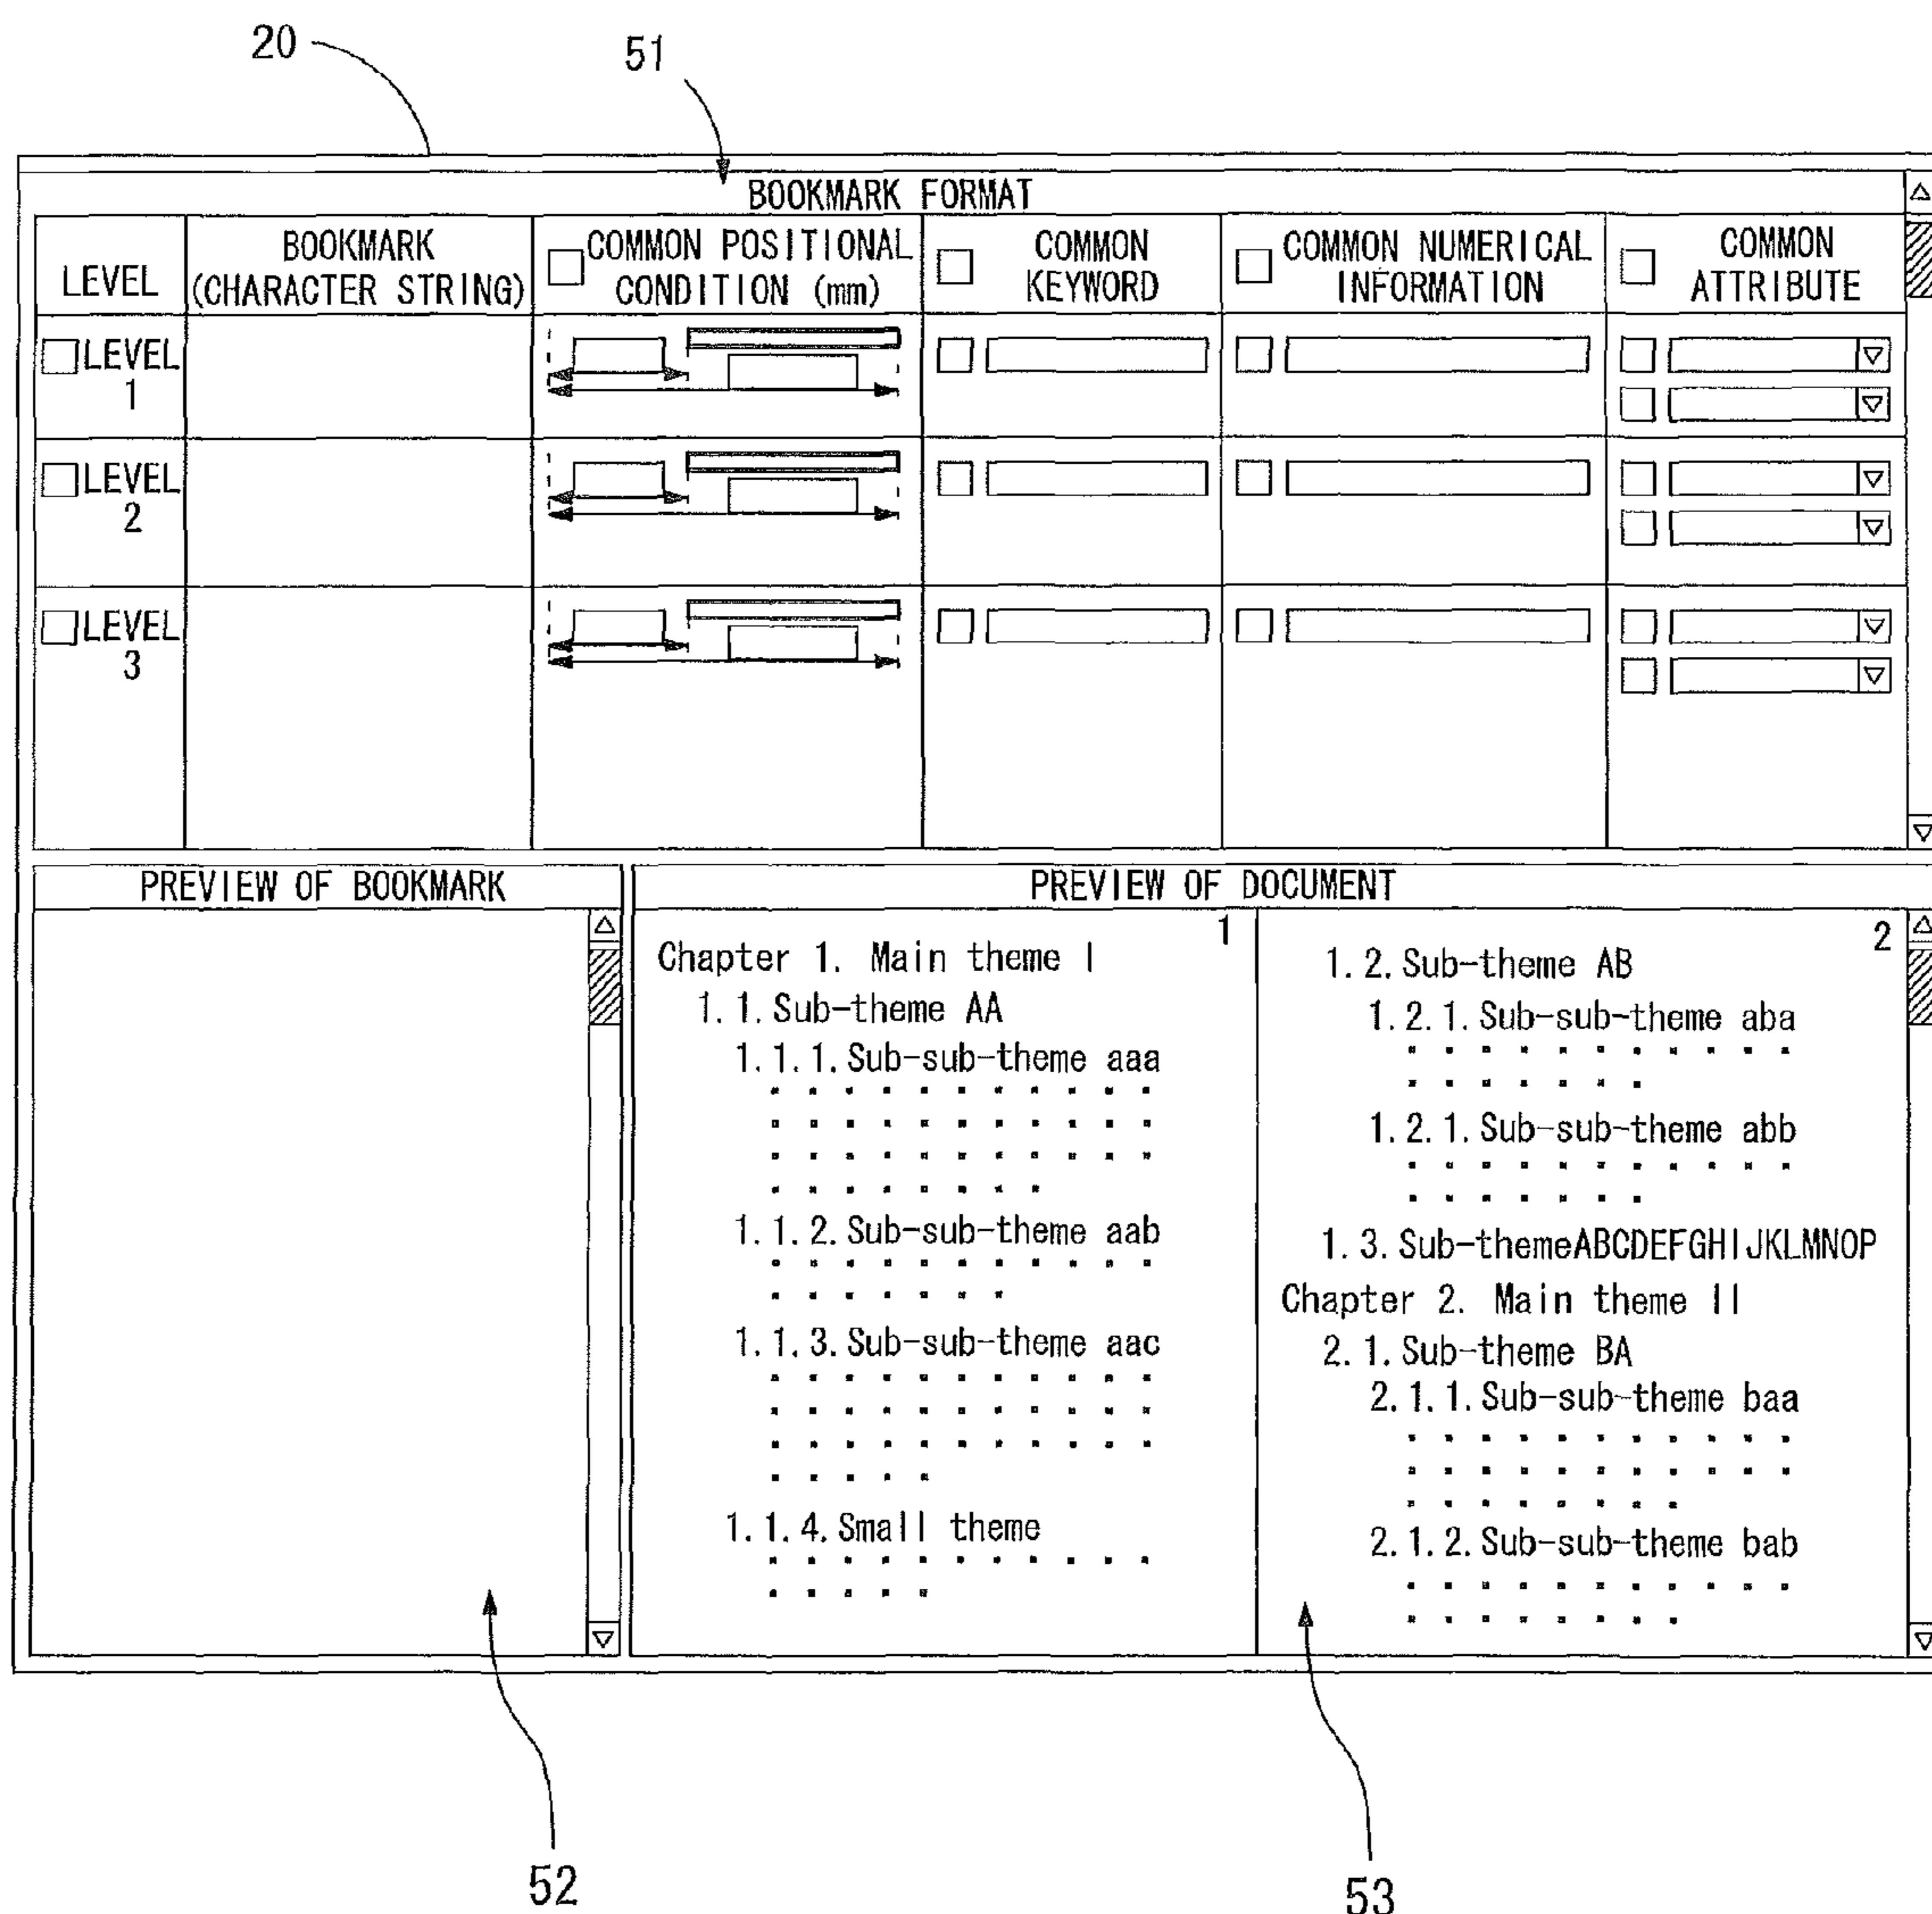 20
51
BOOKMARK FORMAT
LEVEL
BOOKMARK
(CHARACTER STRING)
COMMON POSITIONAL
CONDITION (mm)
COMMON
KEYWORD
COMMON NUMERICAL
INFORMATION
COMMON
ATTRIBUTE
LEVEL
1
LEVEL
2
LEVEL
3
PREVIEW OF BOOKMARK
PREVIEW OF DOCUMENT
1
Chapter 1. Main theme I
1.1.Sub-theme AA
1.1.1.Sub-sub-theme aaa
1.1.2.Sub-sub-theme aab
1.1.3.Sub-sub-theme aac
1.1.4.Small theme
2
1.2.Sub-theme AB
1.2.1.Sub-sub-theme aba
1.2.1.Sub-sub-theme abb
1.3.Sub-themeABCDEFGHIJKLMNOP
Chapter 2. Main theme II
2.1.Sub-theme BA
2.1.1.Sub-sub-theme baa
2.1.2.Sub-sub-theme bab
52
53